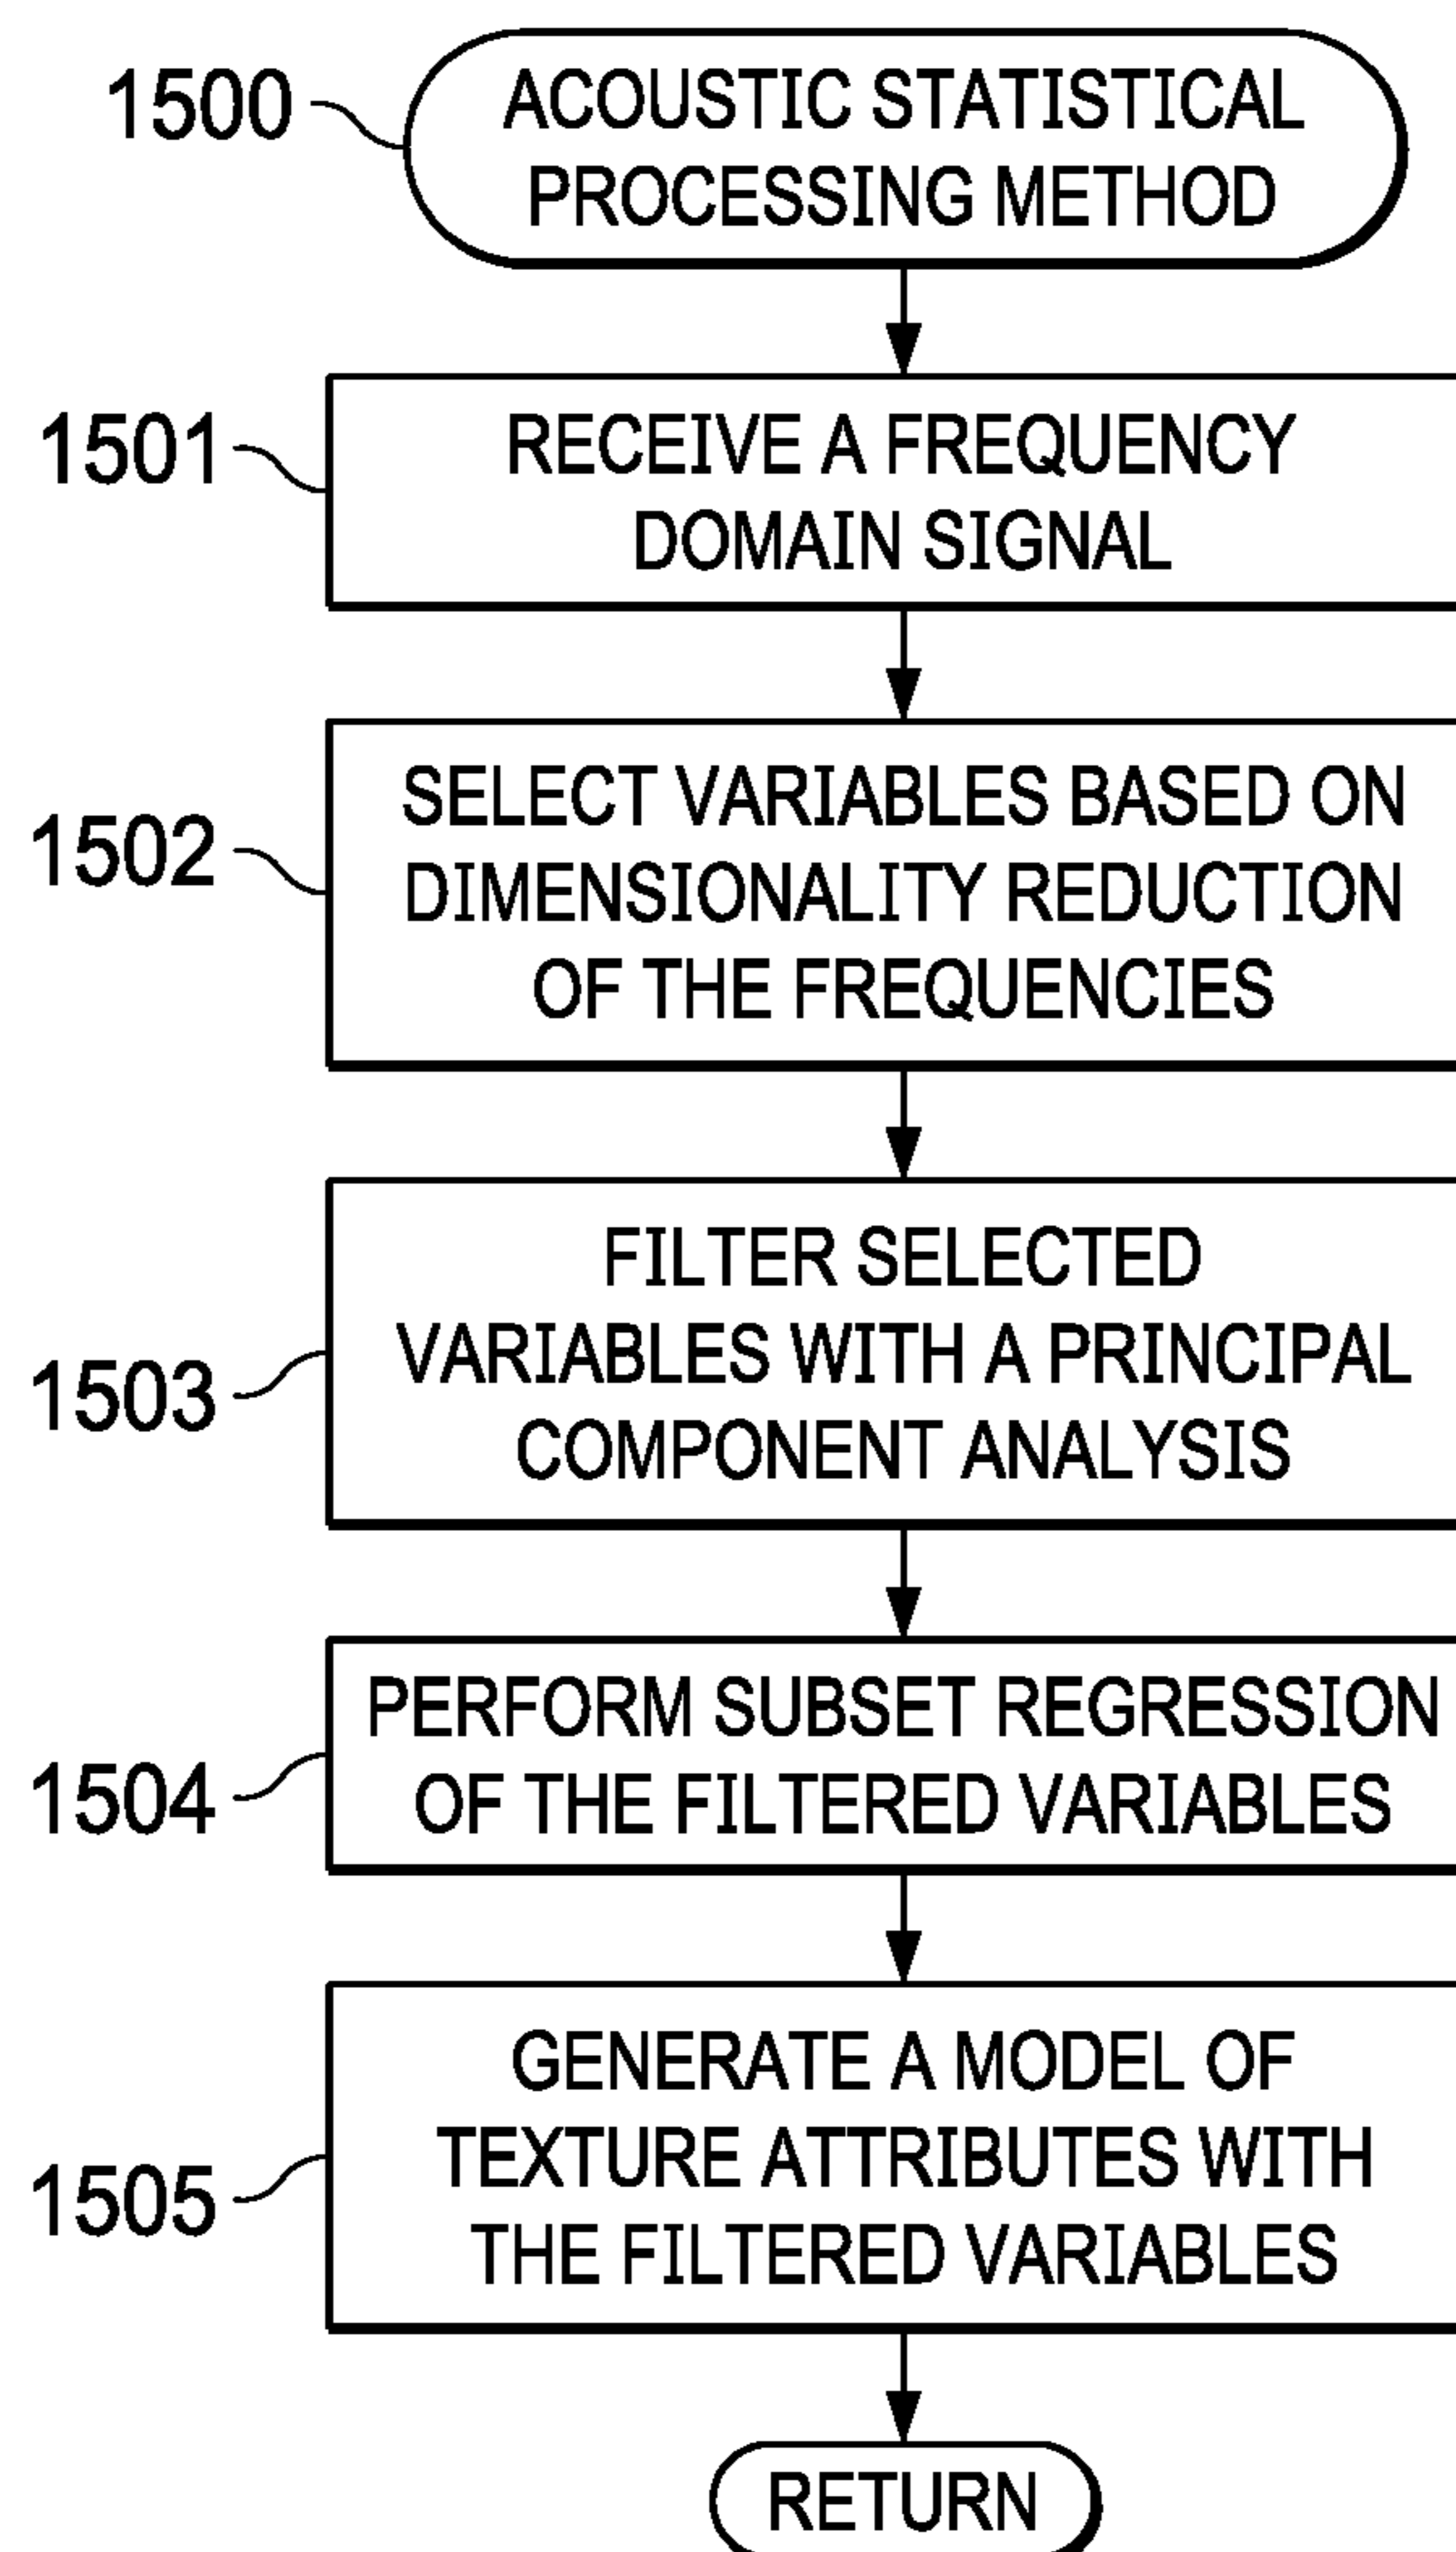 1500
ACOUSTIC STATISTICAL
PROCESSING METHOD
1501
RECEIVE A FREQUENCY
DOMAIN SIGNAL
1502
SELECT VARIABLES BASED ON
DIMENSIONALITY REDUCTION
OF THE FREQUENCIES
1503
FILTER SELECTED
VARIABLES WITH A PRINCIPAL
COMPONENT ANALYSIS
1504
PERFORM SUBSET REGRESSION
OF THE FILTERED VARIABLES
1505
GENERATE A MODEL OF
TEXTURE ATTRIBUTES WITH
THE FILTERED VARIABLES
RETURN